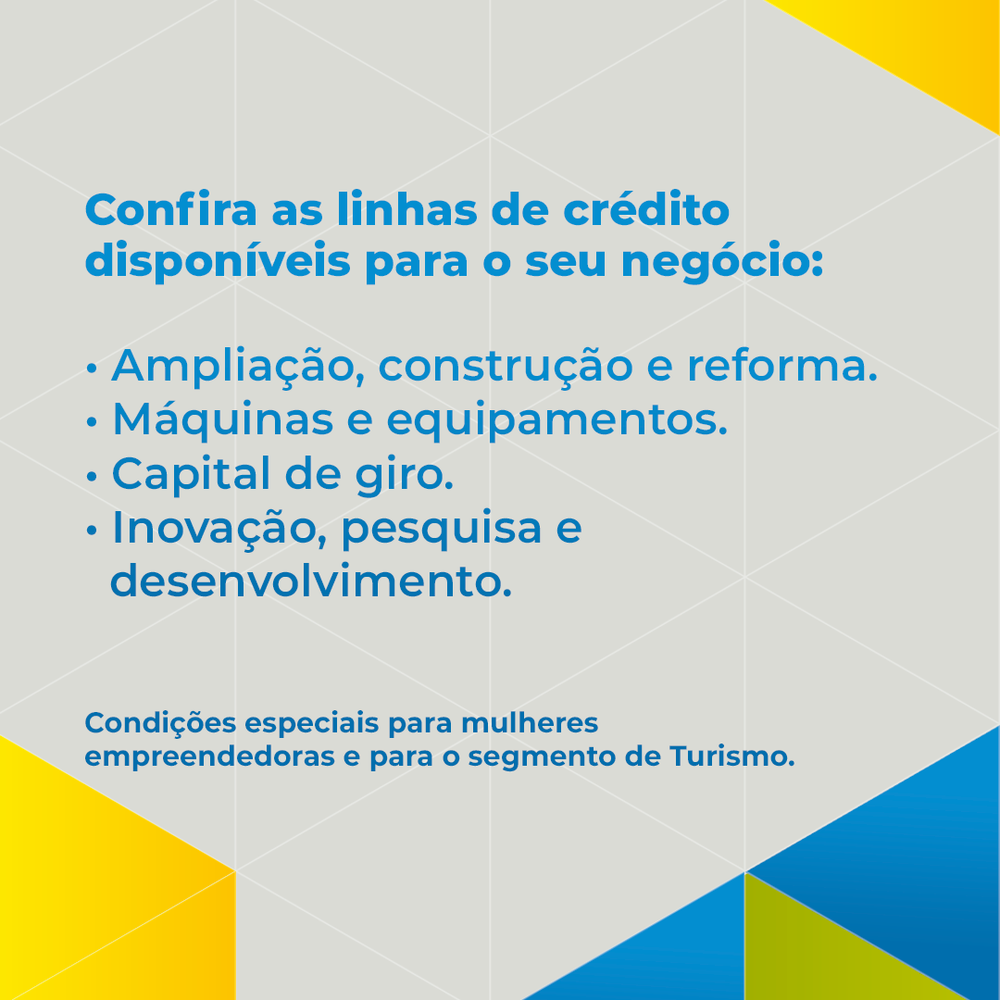 Confira as linhas de crédito
disponíveis para o seu negócio:
• Ampliação, construção e reforma.
• Máquinas e equipamentos.
• Capital de giro.
• Inovação, pesquisa e
desenvolvimento.
Condições especiais para mulheres
empreendedoras e para o segmento de Turismo.